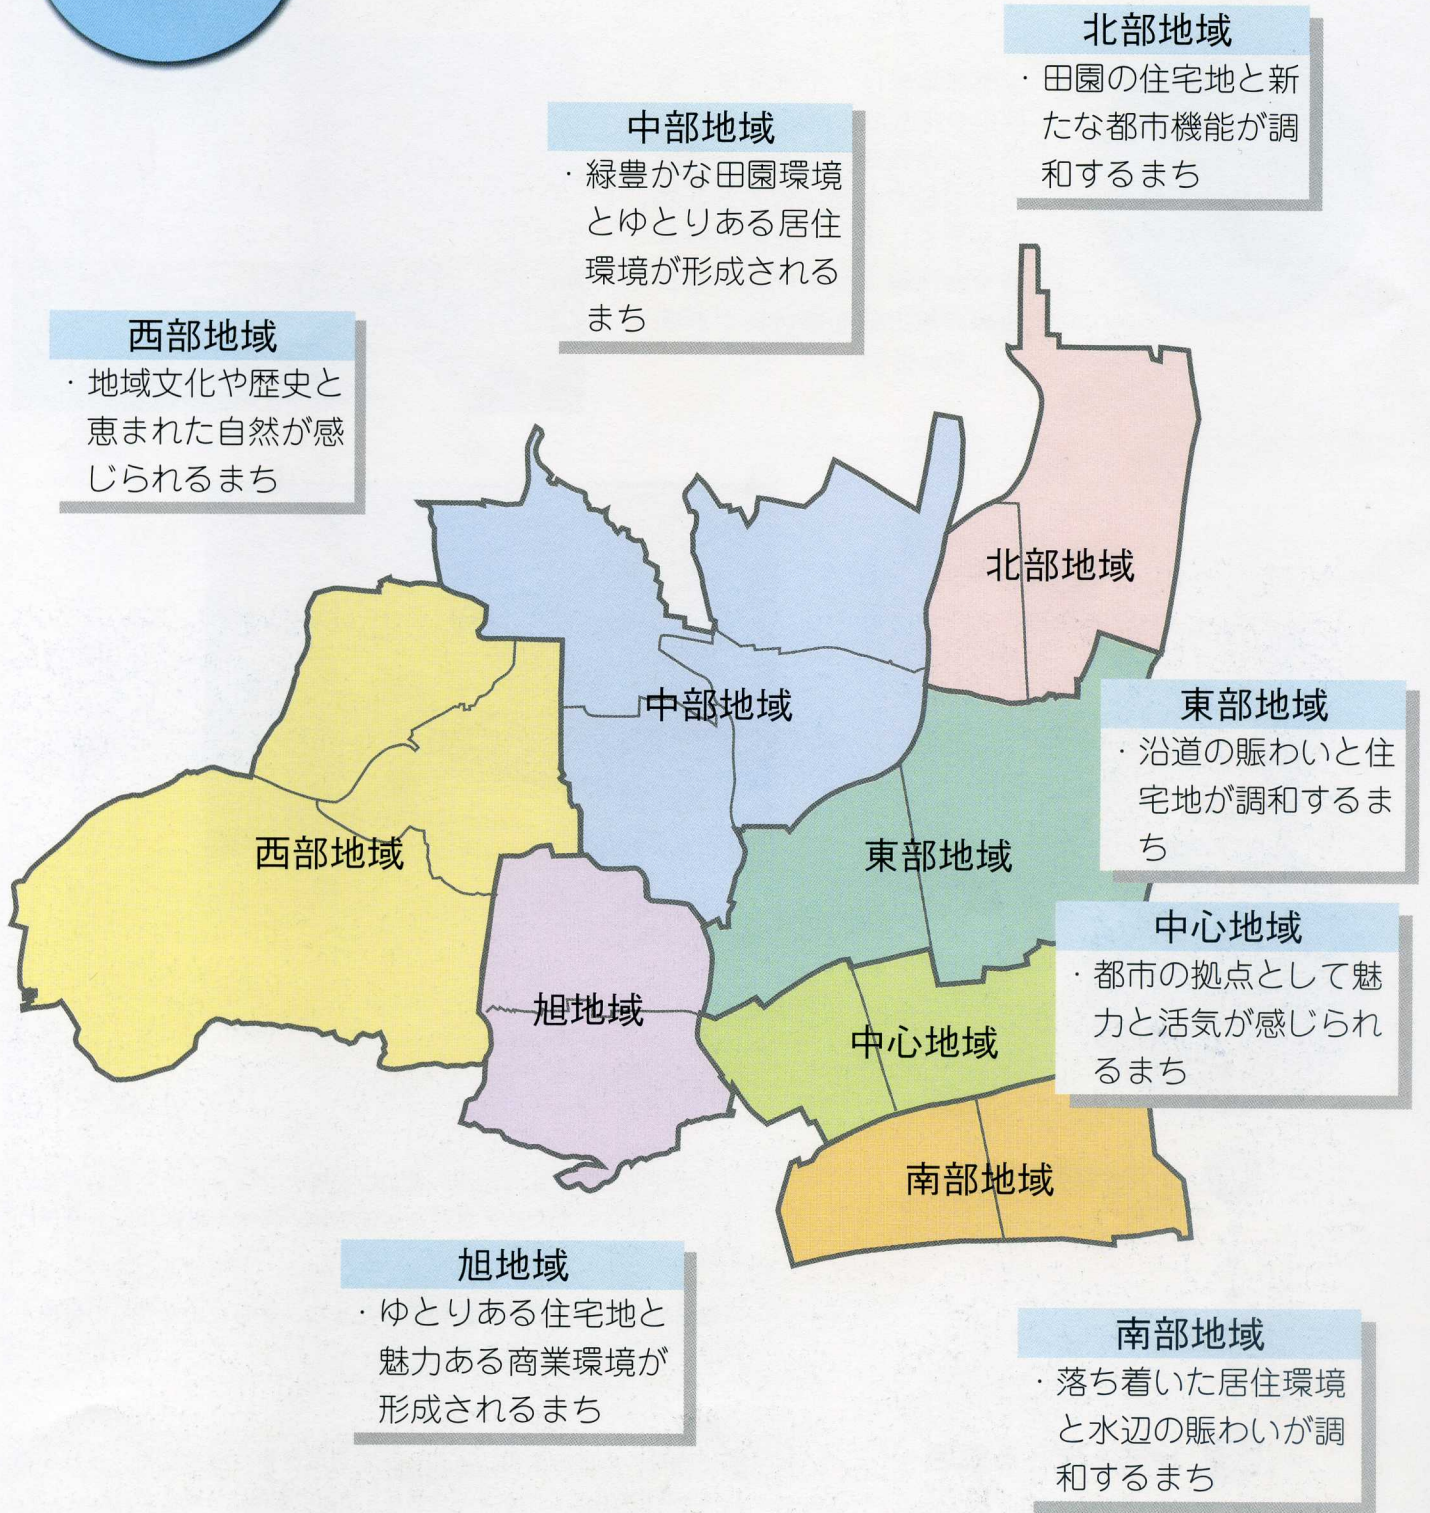 北部地域
・田園の住宅地と新
たな都市機能が調
和するまち
中部地域
・緑豊かな田園環境
とゆとりある居住
環境が形成される
まち
西部地域
・地域文化や歴史と
恵まれた自然が感
じられるまち
北部地域
中部地域
東部地域
・沿道の賑わいと住
宅地が調和するま
ち
西部地域
東部地域
中心地域
・都市の拠点として魅
力と活気が感じられ
るまち
旭地域
中心地域
南部地域
旭地域
・ゆとりある住宅地と
魅力ある商業環境が
形成されるまち
南部地域
・落ち着いた居住環境
と水辺の賑わいが調
和するまち